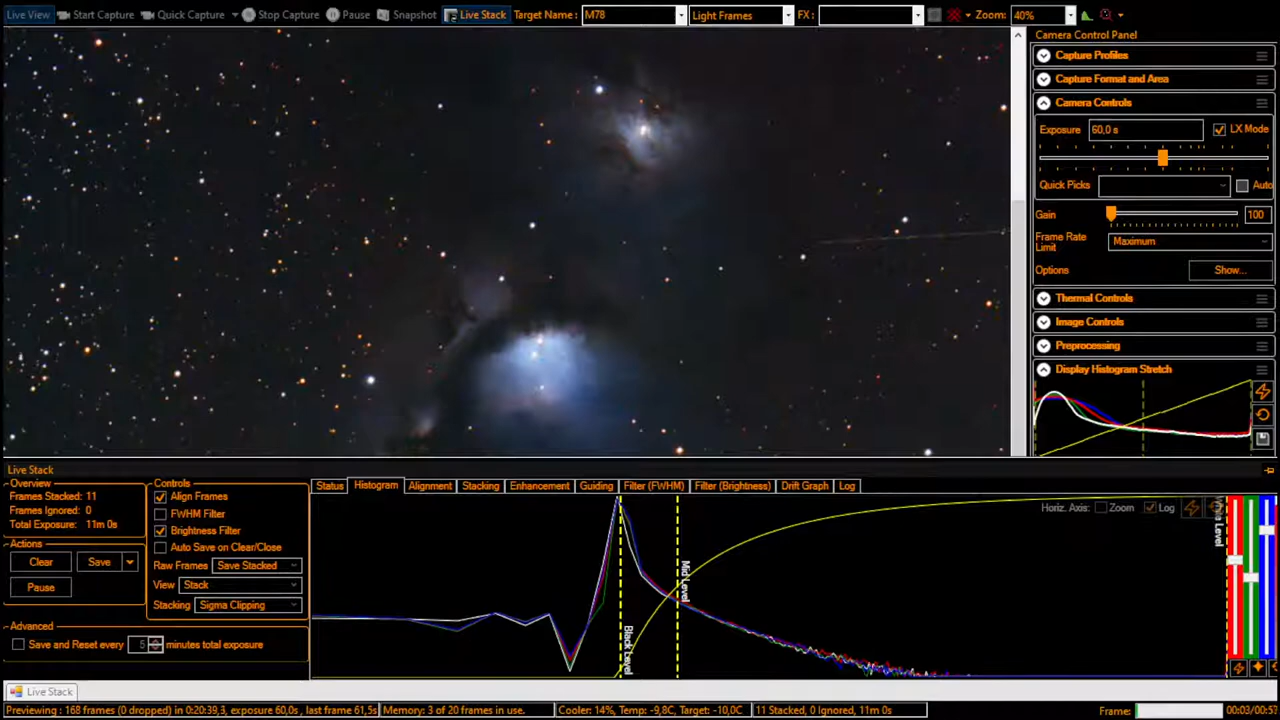 Live View Start Capture Quick Capture Stop Capture Pause Snapshot Live Stack Target Name : M78 Light Frames FX : Zoom: 40%
Camera Control Panel
Capture Profiles
Capture Format and Area
Camera Controls
Exposure 60,0 s LX Mode
Quick Picks Auto
Gain 100
Frame Rate Limit Maximum
Options Show...
Thermal Controls
Image Controls
Preprocessing
Display Histogram Stretch
Live Stack
Overview
Frames Stacked: 11
Frames Ignored: 0
Total Exposure: 11m 0s
Actions
Clear Save
Pause
Controls
Align Frames
FWHM Filter
Brightness Filter
Auto Save on Clear/Close
Raw Frames Save Stacked
View Stack
Stacking Sigma Clipping
Advanced
Save and Reset every 5 minutes total exposure
Status Histogram Alignment Stacking Enhancement Guiding Filter (FWHM) Filter (Brightness) Drift Graph Log
Horiz. Axis: Zoom Log
Black Level
Mid Level
White Level
Live Stack
Previewing : 168 frames (0 dropped) in 0:20:39,3 , exposure 60,0s , last frame 61,5s Memory: 3 of 20 frames in use. Cooler: 14%, Temp: -9,8C, Target: -10,0C 11 Stacked, 0 Ignored, 11m 0s Frame: